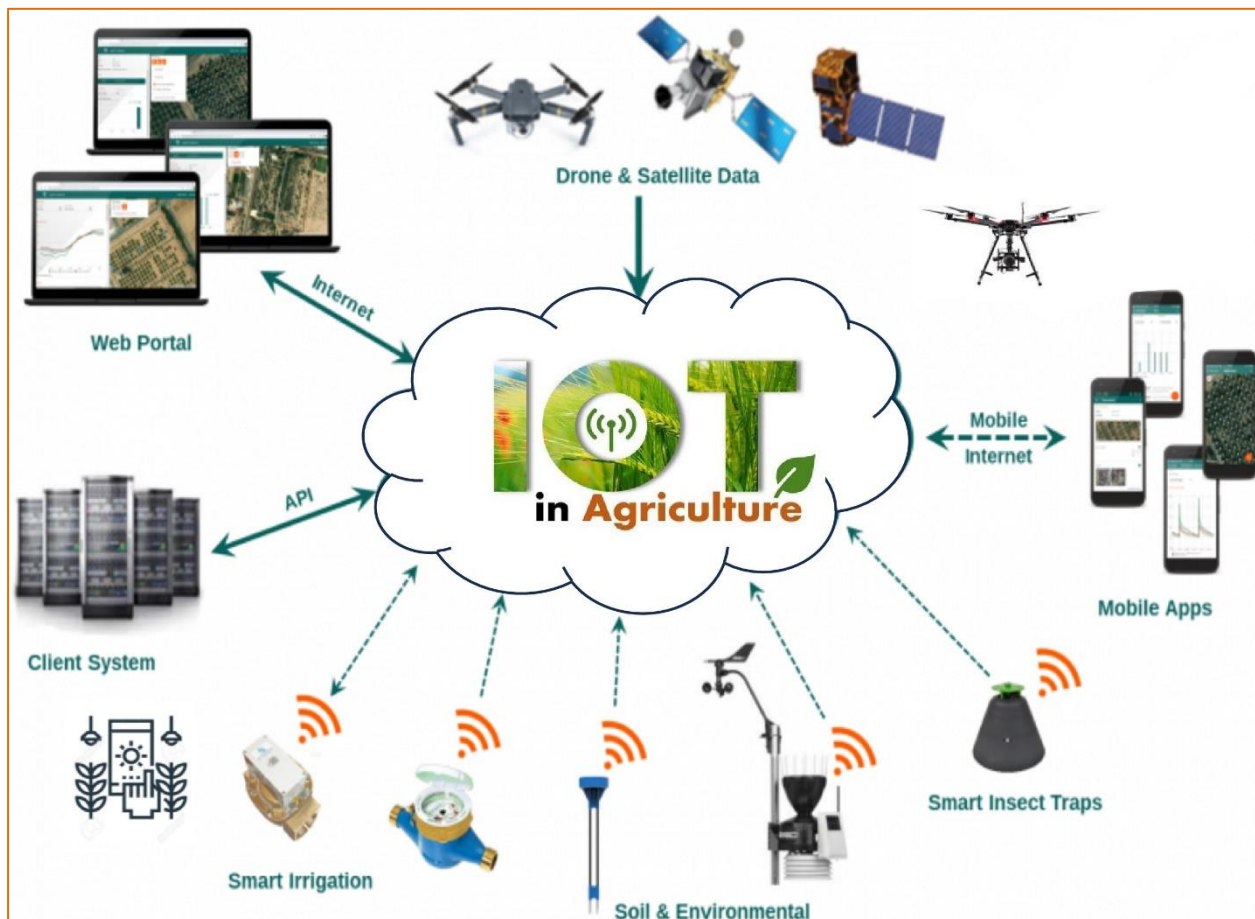 Drone & Satellite Data
Internet
Web Portal
IOT
in Agriculture
Mobile
Internet
API
Mobile Apps
Client System
Smart Insect Traps
Smart Irrigation
Soil & Environmental